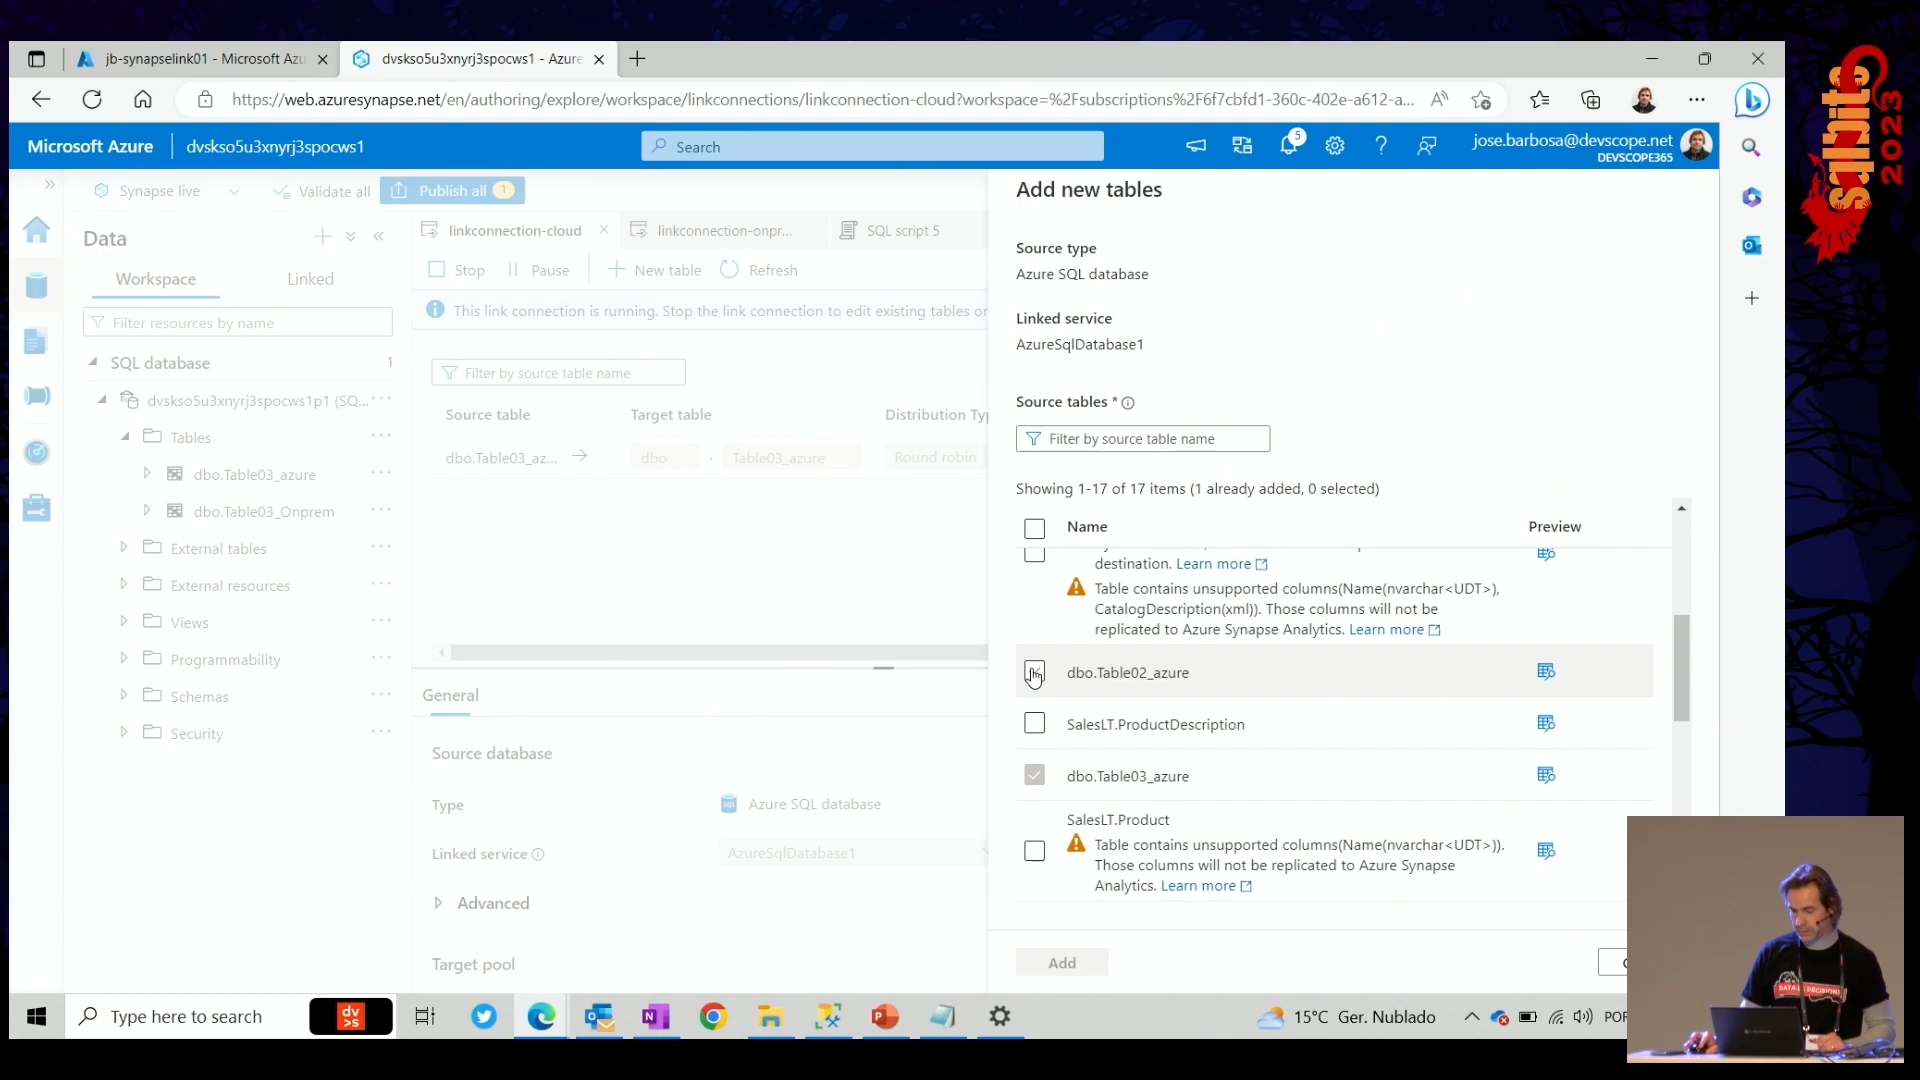 jb-synapselink01 - Microsoft Azu
dvskso5u3xnyrj3spocws1 - Azure
https://web.azuresynapse.net/en/authoring/explore/workspace/linkconnections/linkconnection-cloud?workspace=%2Fsubscriptions%2F6f7cbfd1-360c-402e-a612-a...
Microsoft Azure
dvskso5u3xnyrj3spocws1
Search
5
jose.barbosa@devscope.net
DEVSCOPE365
sqlbits
2023
Synapse live
Validate all
Publish all
1
Data
Workspace
Linked
Filter resources by name
SQL database
1
dvskso5u3xnyrj3spocws1p1 (SQ...
Tables
dbo.Table03_azure
dbo.Table03_Onprem
External tables
External resources
Views
Programmability
Schemas
Security
linkconnection-cloud
linkconnection-onpr...
SQL script 5
Stop
Pause
New table
Refresh
This link connection is running. Stop the link connection to edit existing tables or
Filter by source table name
Source table
Target table
Distribution Typ
dbo.Table03_az...
dbo
.
Table03_azure
Round robin
General
Source database
Type
Azure SQL database
Linked service
AzureSqlDatabase1
Advanced
Target pool
Add new tables
Source type
Azure SQL database
Linked service
AzureSqlDatabase1
Source tables *
Filter by source table name
Showing 1-17 of 17 items (1 already added, 0 selected)
Name
Preview
destination. Learn more
Table contains unsupported columns(Name(nvarchar<UDT>),
CatalogDescription(xml)). Those columns will not be
replicated to Azure Synapse Analytics. Learn more
dbo.Table02_azure
SalesLT.ProductDescription
dbo.Table03_azure
SalesLT.Product
Table contains unsupported columns(Name(nvarchar<UDT>)).
Those columns will not be replicated to Azure Synapse
Analytics. Learn more
Add
Type here to search
dv
>s
15°C Ger. Nublado
POR